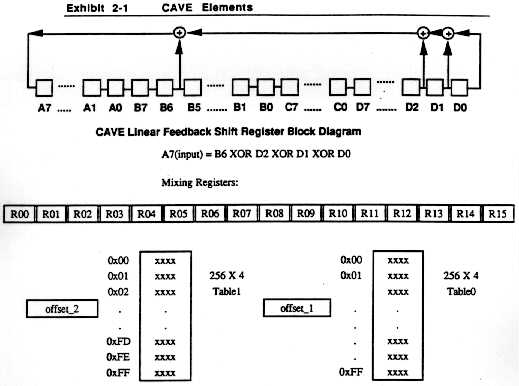 Exhibit 2-1 CAVE Elements
A7 ..... A1 A0 B7 B6 B5 ....... B1 B0 C7 ..... C0 D7 ..... D2 D1 D0
CAVE Linear Feedback Shift Register Block Diagram
A7(input) = B6 XOR D2 XOR D1 XOR D0
Mixing Registers:
R00 R01 R02 R03 R04 R05 R06 R07 R08 R09 R10 R11 R12 R13 R14 R15
0x00 xxxx 0x00 xxxx
0x01 xxxx 256 X 4 0x01 xxxx 256 X 4
0x02 xxxx Table1 xxxx Table0
offset_2 . . offset_1 . .
. . . .
0xFD xxxx . xxxx
0xFE xxxx . xxxx
0xFF xxxx 0xFF xxxx